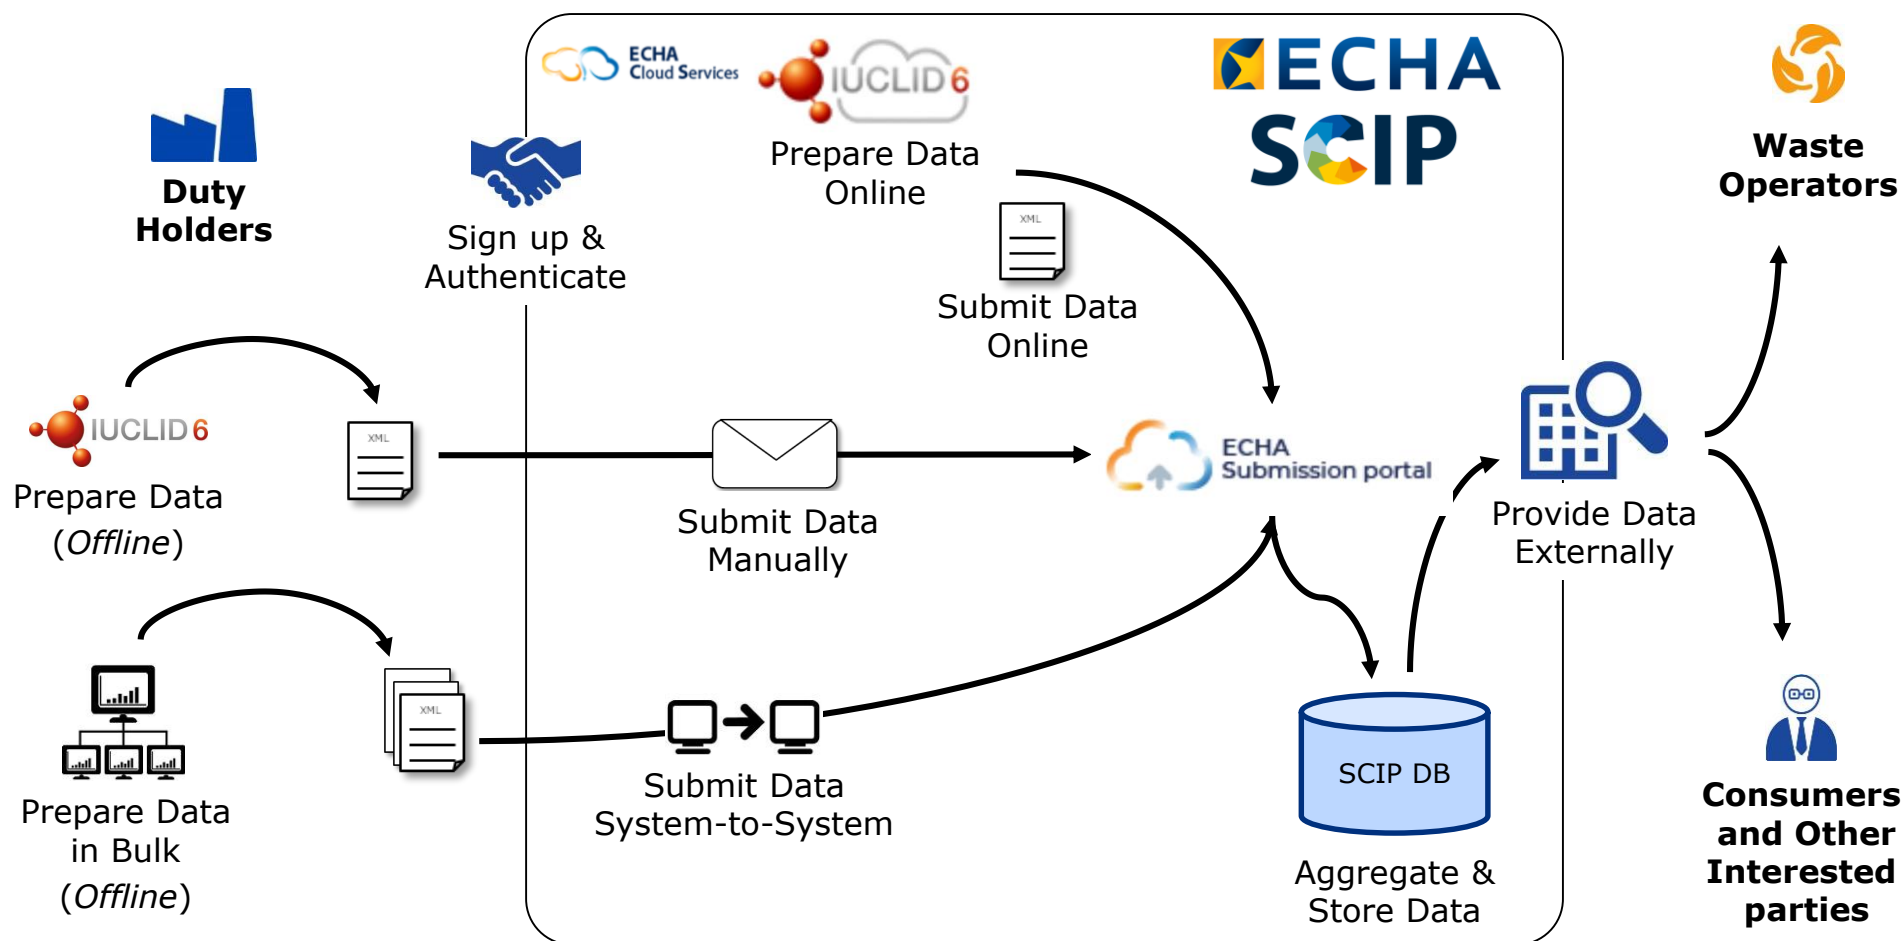 ECHA
Cloud Services
IUCLID 6
ECHA
SCIP
Duty
Holders
Sign up &
Authenticate
Prepare Data
Online
XML
Submit Data
Online
Waste
Operators
IUCLID 6
Prepare Data
(Offline)
XML
Submit Data
Manually
ECHA
Submission portal
Provide Data
Externally
Prepare Data
in Bulk
(Offline)
XML
Submit Data
System-to-System
SCIP DB
Aggregate &
Store Data
Consumers
and Other
Interested
parties